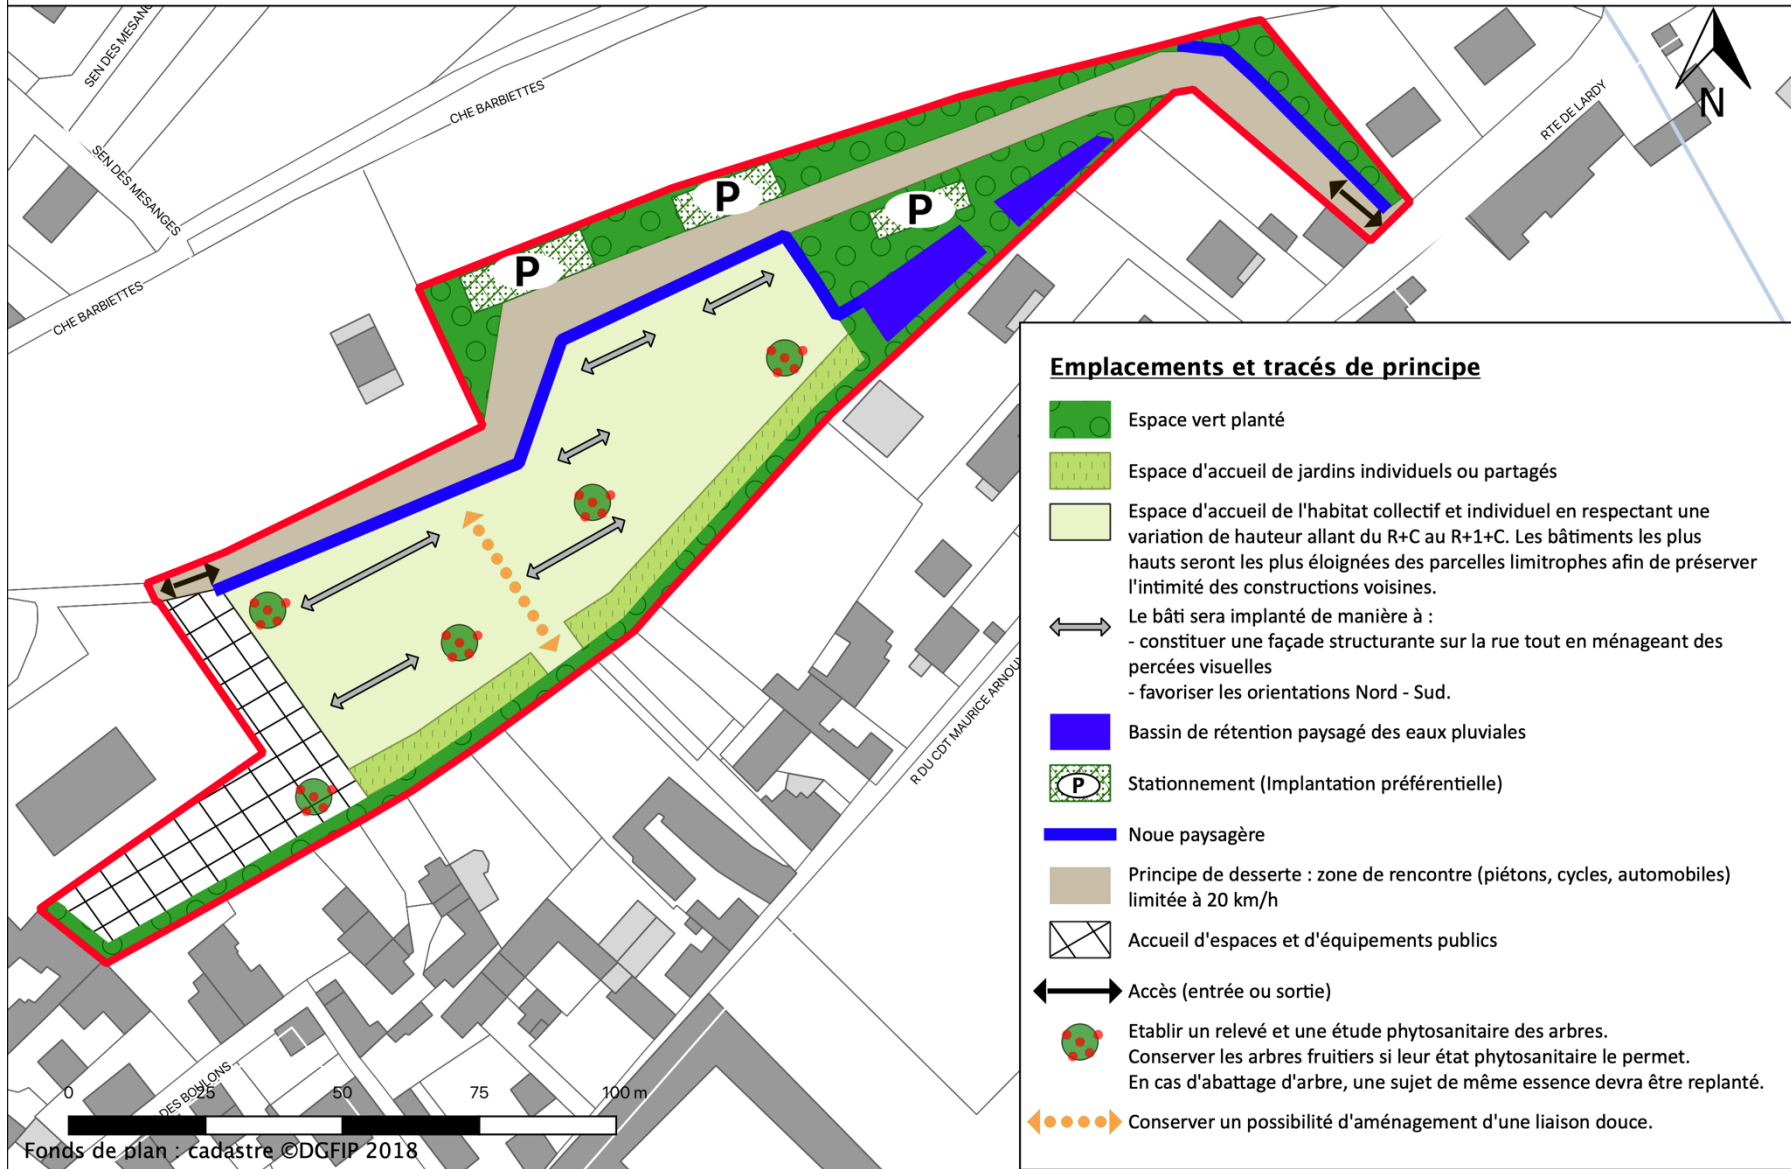 SEN DES MESANG
CHE BARBIETTES
SEN DES MESANGES
RTE DE LARDY
N
P
P
P
CHE BARBIETTES
R DU CDT MAURICE ARNOUX
DES BOULONS
0 25 50 75 100 m
Fonds de plan : cadastre ©DGFIP 2018
Emplacements et tracés de principe
Espace vert planté
Espace d'accueil de jardins individuels ou partagés
Espace d'accueil de l'habitat collectif et individuel en respectant une
variation de hauteur allant du R+C au R+1+C. Les bâtiments les plus
hauts seront les plus éloignées des parcelles limitrophes afin de préserver
l'intimité des constructions voisines.
Le bâti sera implanté de manière à :
- constituer une façade structurante sur la rue tout en ménageant des
percées visuelles
- favoriser les orientations Nord - Sud.
Bassin de rétention paysagé des eaux pluviales
P
Stationnement (Implantation préférentielle)
Noue paysagère
Principe de desserte : zone de rencontre (piétons, cycles, automobiles)
limitée à 20 km/h
Accueil d'espaces et d'équipements publics
Accès (entrée ou sortie)
Etablir un relevé et une étude phytosanitaire des arbres.
Conserver les arbres fruitiers si leur état phytosanitaire le permet.
En cas d'abattage d'arbre, une sujet de même essence devra être replanté.
Conserver un possibilité d'aménagement d'une liaison douce.